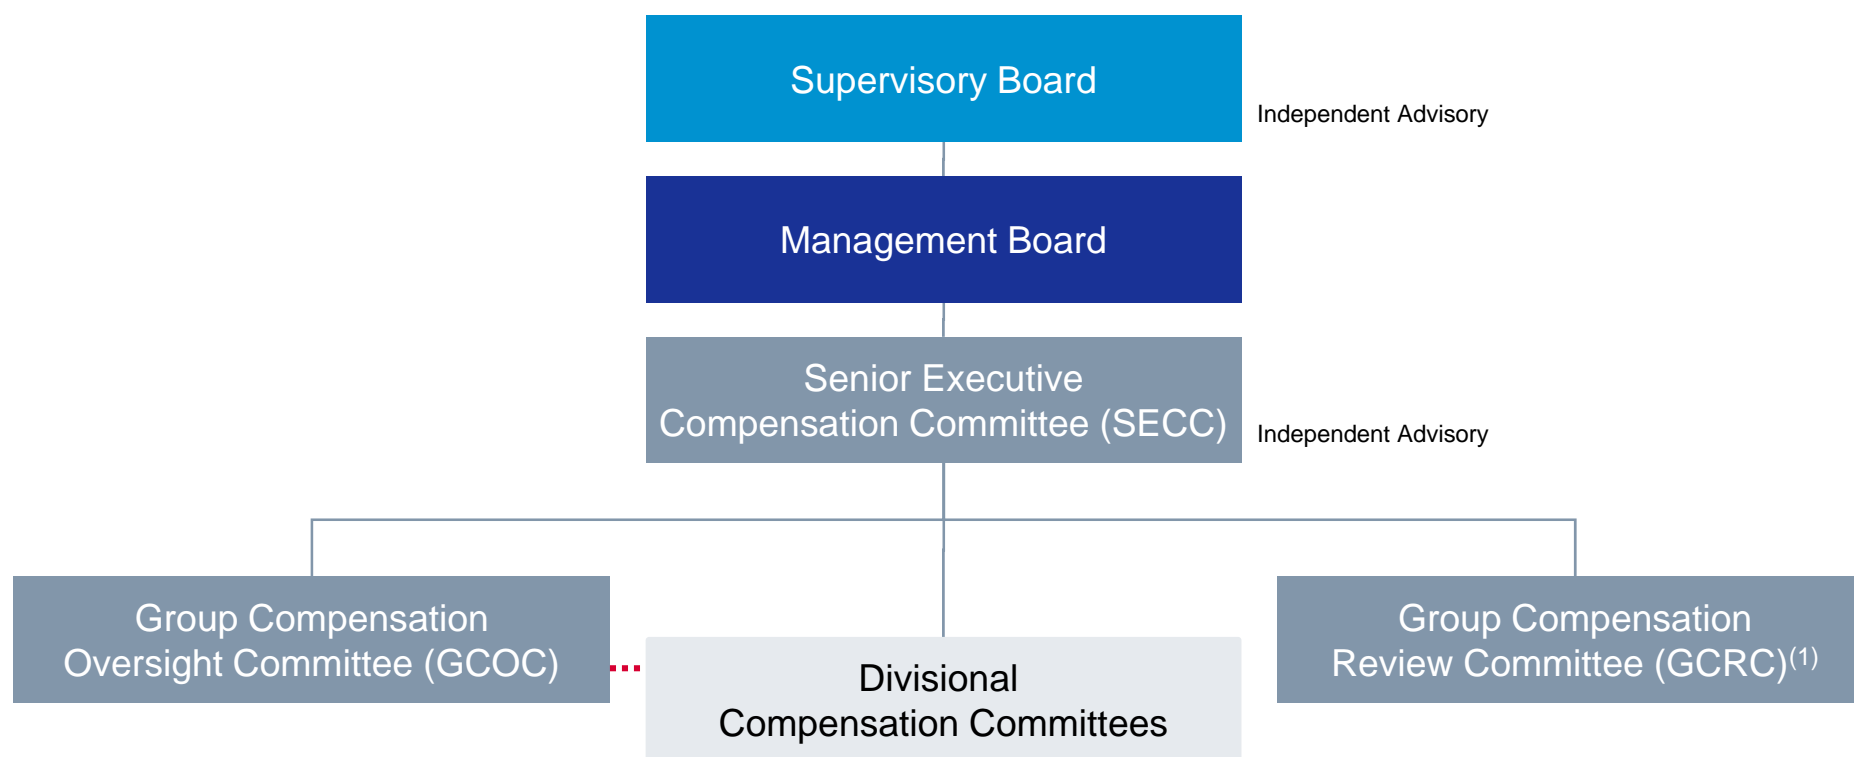 Supervisory Board
Independent Advisory
Management Board
Senior Executive
Compensation Committee (SECC)
Independent Advisory
Group Compensation
Oversight Committee (GCOC)
Divisional
Compensation Committees
Group Compensation
Review Committee (GCRC)(1)